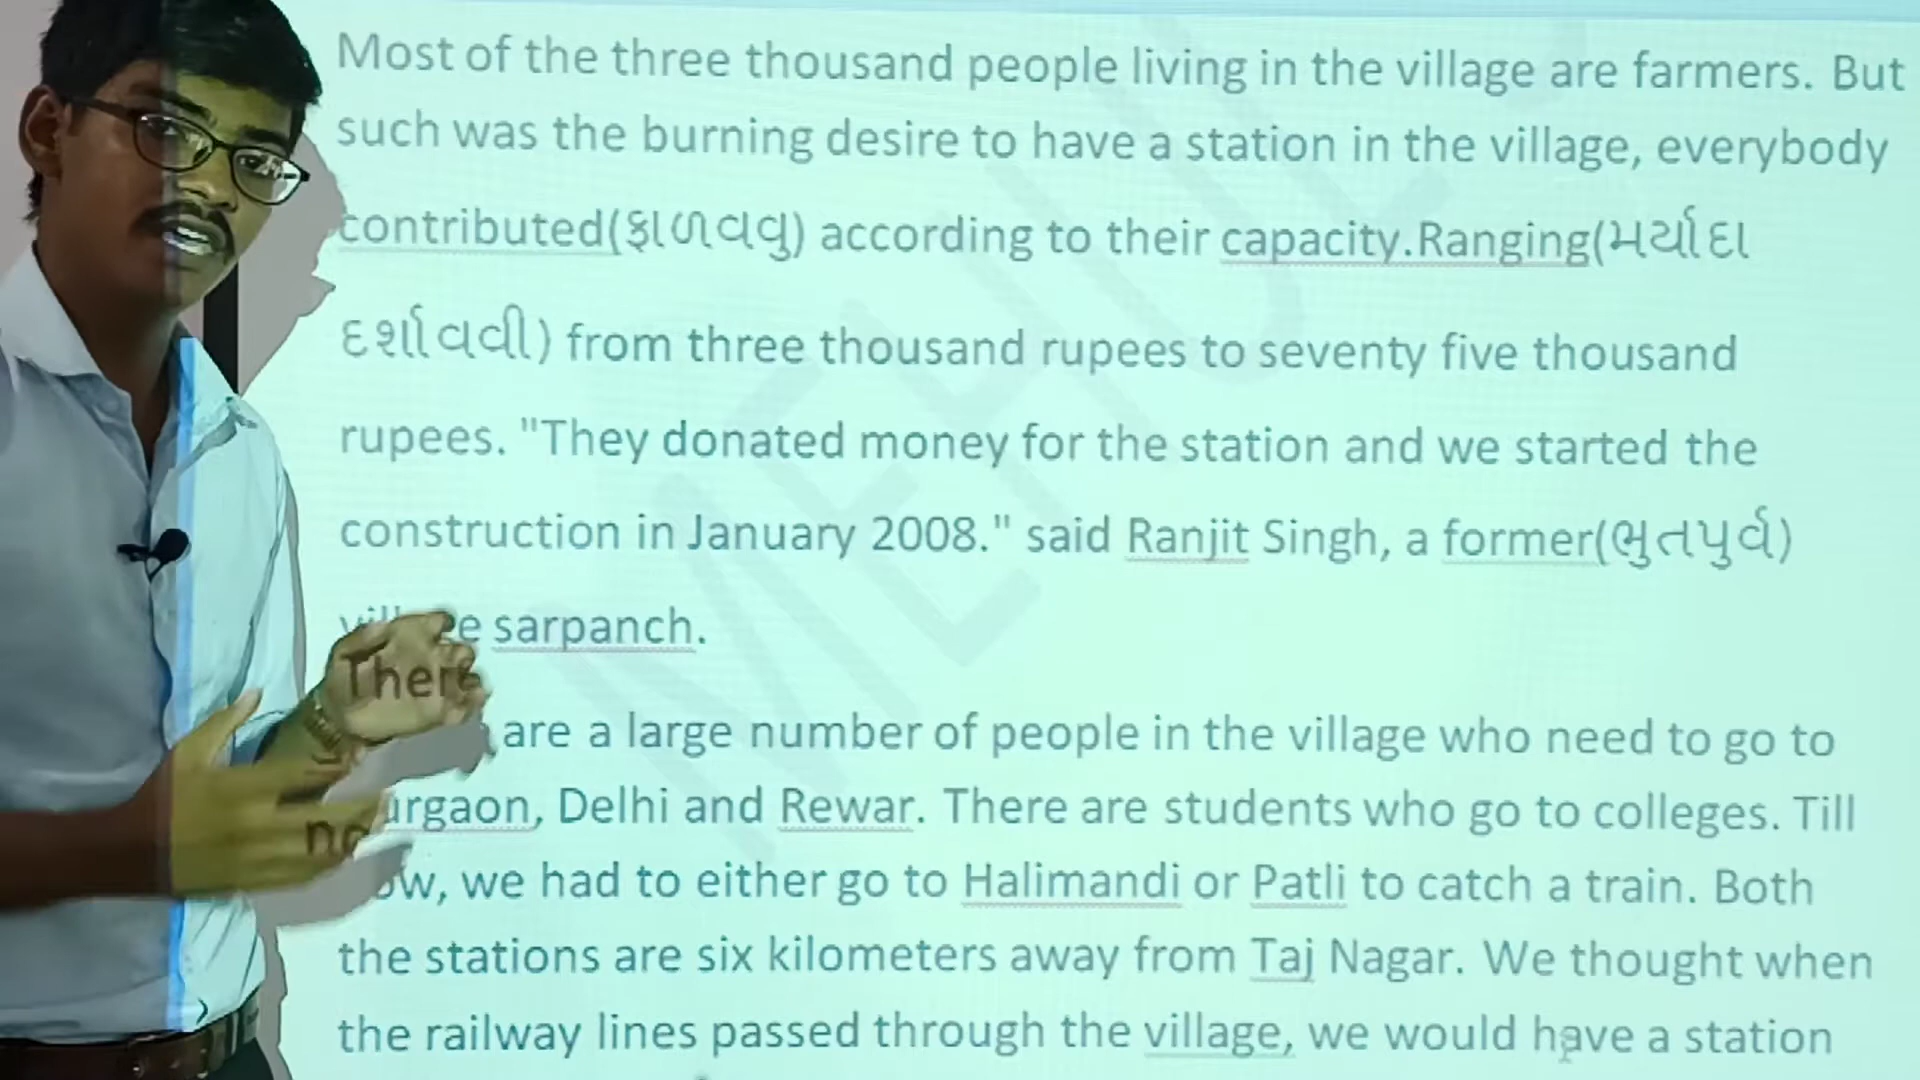 Most of the three thousand people living in the village are farmers. But
such was the burning desire to have a station in the village, everybody
contributed(ફાળવવુ) according to their capacity.Ranging(મર્યાદા
દર્શાવવી) from three thousand rupees to seventy five thousand
rupees. "They donated money for the station and we started the
construction in January 2008." said Ranjit Singh, a former(ભુતપુર્વ)
village sarpanch.
There are a large number of people in the village who need to go to
Gurgaon, Delhi and Rewar. There are students who go to colleges. Till
now, we had to either go to Halimandi or Patli to catch a train. Both
the stations are six kilometers away from Taj Nagar. We thought when
the railway lines passed through the village, we would have a station